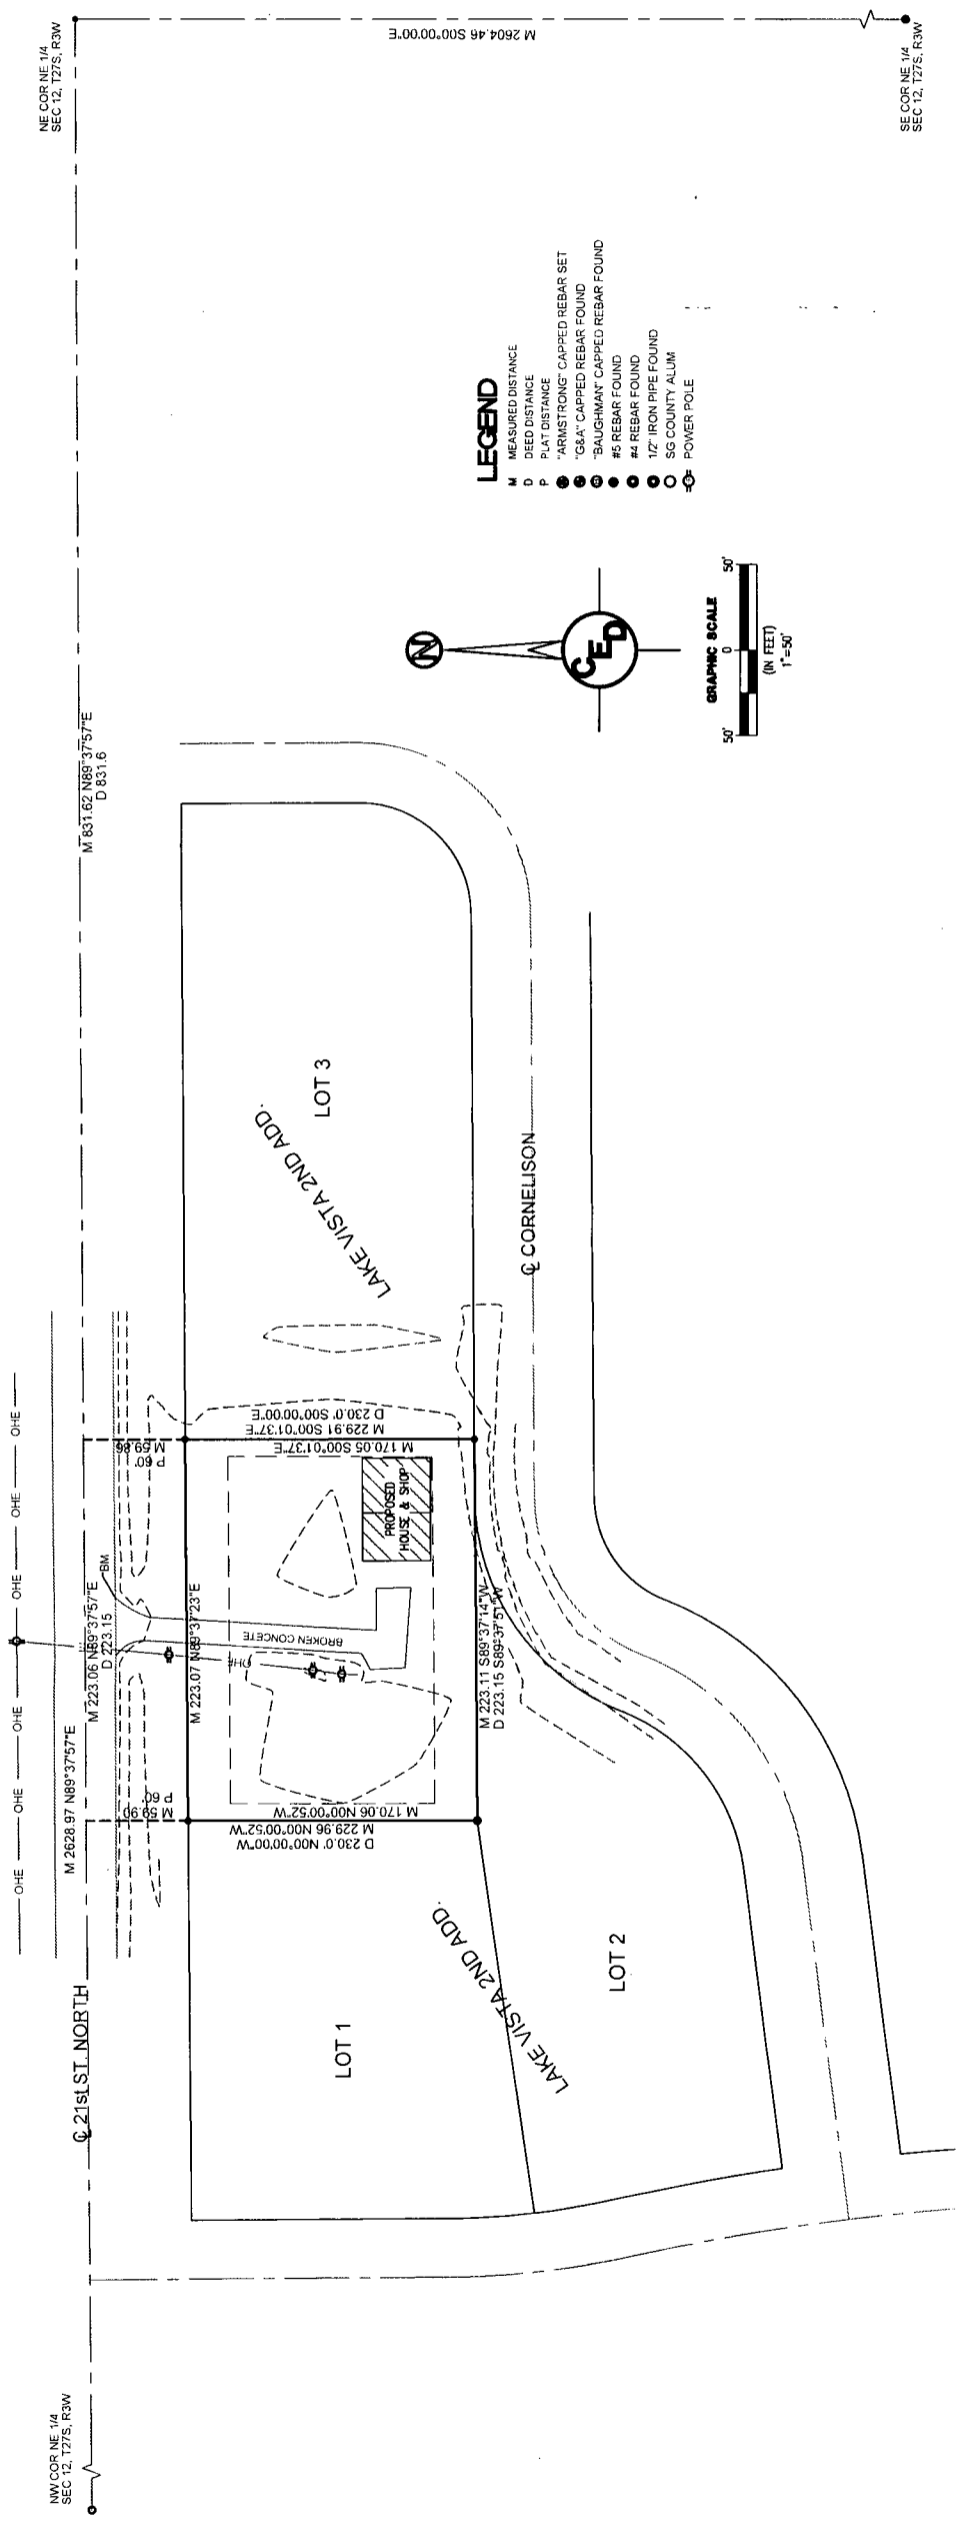 NE COR NE 1/4
SEC 12, T27S, R3W
M 2604.46 S00°00'00"E
SE COR NE 1/4
SEC 12, T27S, R3W
LEGEND
M MEASURED DISTANCE
D DEED DISTANCE
P PLAT DISTANCE
"ARMSTRONG" CAPPED REBAR SET
"G&A" CAPPED REBAR FOUND
"BAUGHMAN" CAPPED REBAR FOUND
#5 REBAR FOUND
#4 REBAR FOUND
1/2" IRON PIPE FOUND
SG COUNTY ALUM
POWER POLE
N
CED
GRAPHIC SCALE
50' 0 50'
(IN FEET)
1"=50'
M 831.62 N89°37'57"E
D 831.6
LOT 3
LAKE VISTA 2ND ADD.
℄ CORNELISON
OHE OHE OHE OHE OHE
M 59.86
P 60'
D 230.0' S00°00'00"E
M 229.91 S00°01'37"E
M 170.05 S00°01'37"E
PROPOSED
HOUSE & SHOP
BM
M 223.06 N89°37'57"E
D 223.15
M 223.07 N89°37'23"E
BROKEN CONCRETE
OHE
M 223.11 S89°37'14"W
D 223.15 S89°37'51"W
M 2628.97 N89°37'57"E
M 59.90
P 60'
M 170.06 N00°00'52"W
M 229.96 N00°00'52"W
D 230.0' N00°00'00"W
℄ 21st ST. NORTH
LOT 1
LAKE VISTA 2ND ADD.
LOT 2
NW COR NE 1/4
SEC 12, T27S, R3W